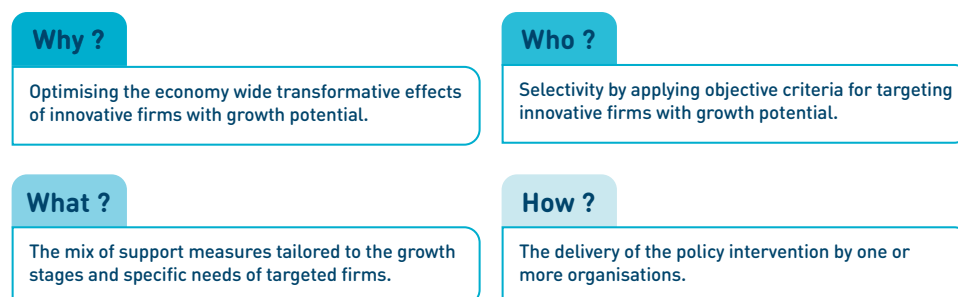 Why ?
Optimising the economy wide transformative effects
of innovative firms with growth potential.
Who ?
Selectivity by applying objective criteria for targeting
innovative firms with growth potential.
What ?
The mix of support measures tailored to the growth
stages and specific needs of targeted firms.
How ?
The delivery of the policy intervention by one or
more organisations.